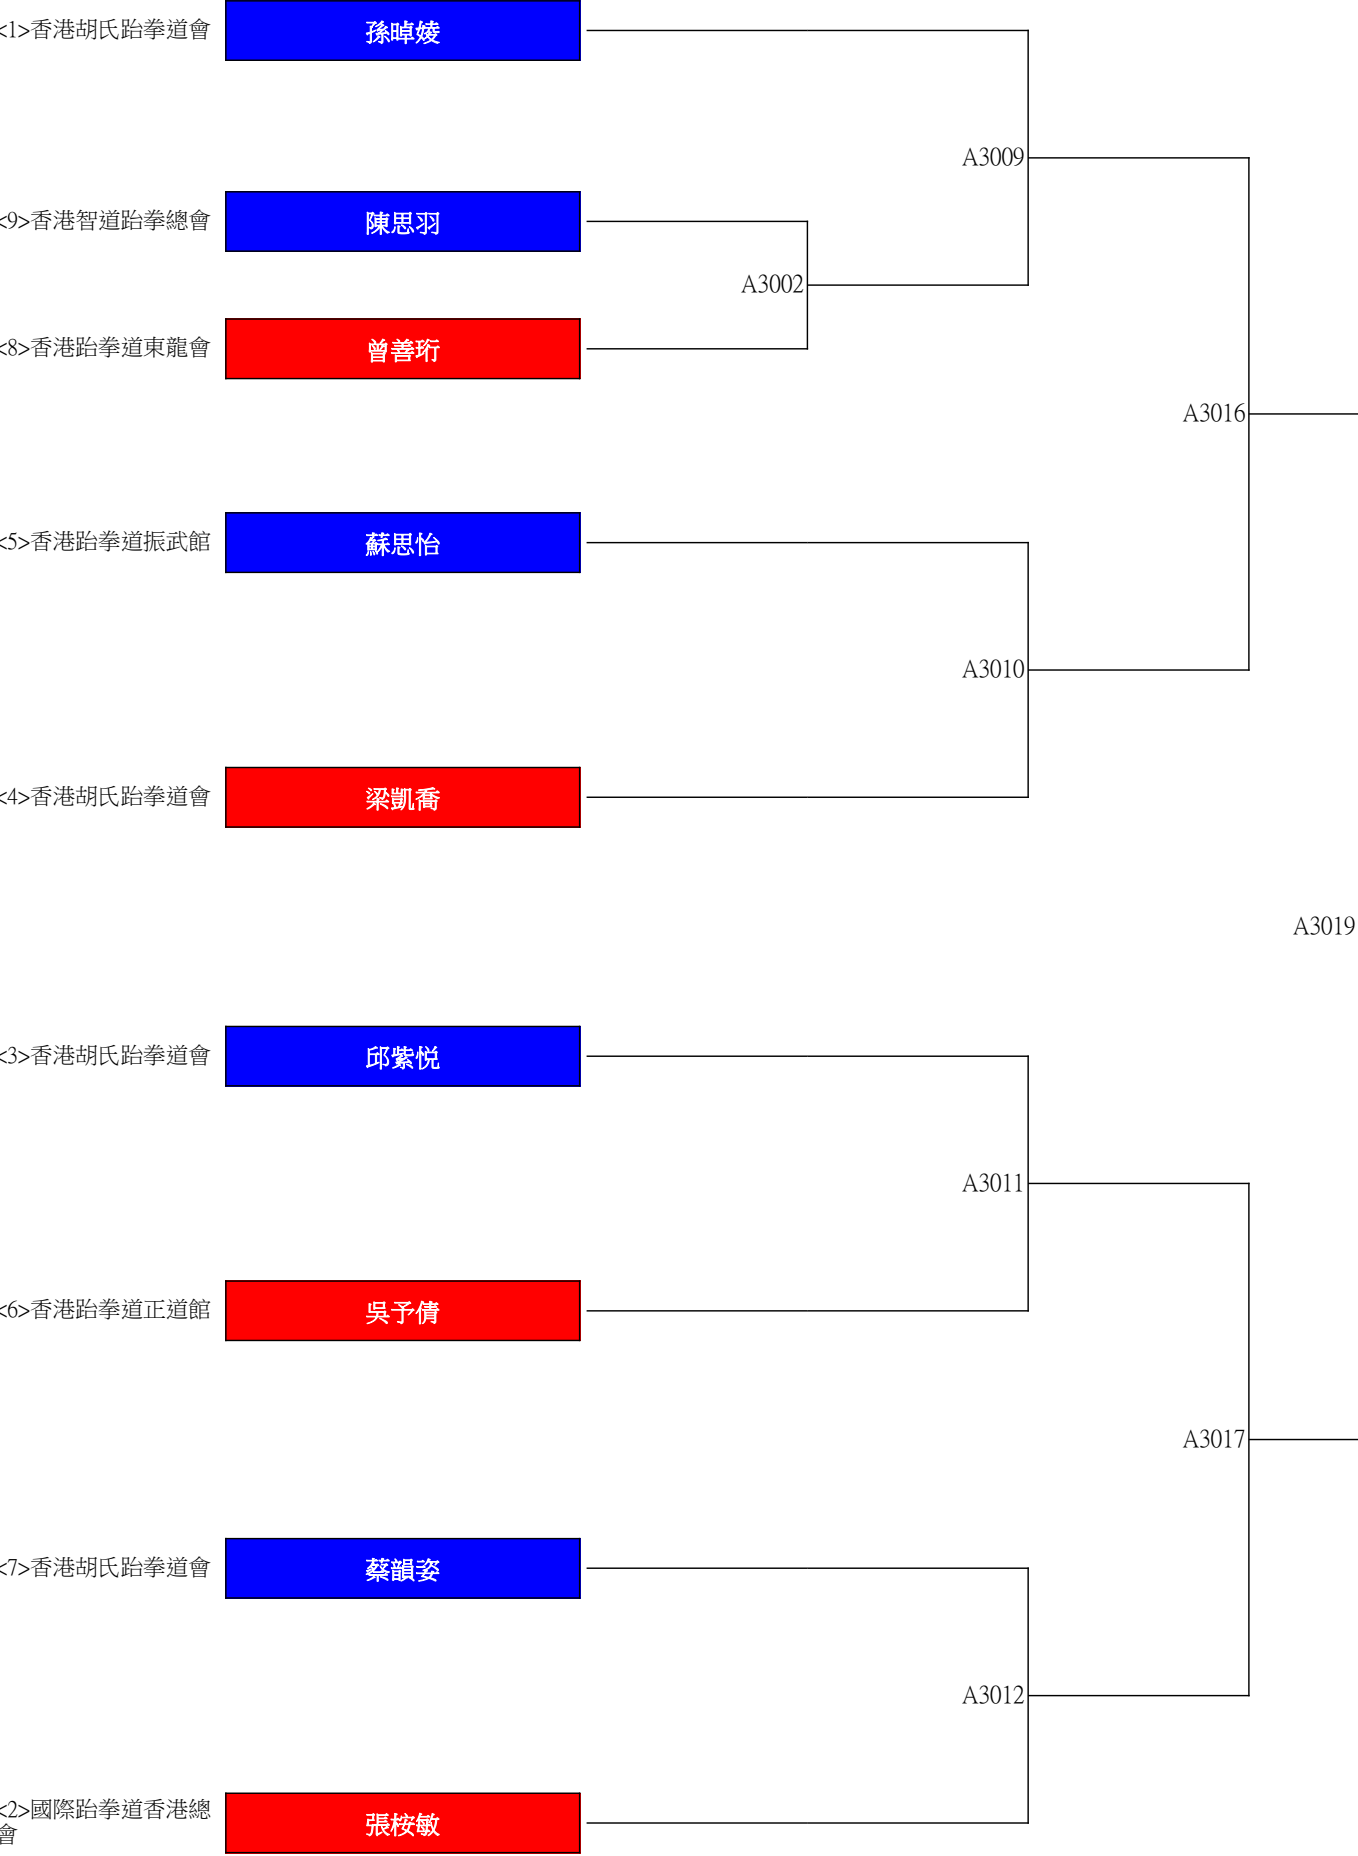 <1>香港胡氏跆拳道會
孫晫婈
A3009
<9>香港智道跆拳總會
陳思羽
A3002
<8>香港跆拳道東龍會
曾善珩
A3016
<5>香港跆拳道振武館
蘇思怡
A3010
<4>香港胡氏跆拳道會
梁凱喬
A3019
<3>香港胡氏跆拳道會
邱紫悦
A3011
<6>香港跆拳道正道館
吳予倩
A3017
<7>香港胡氏跆拳道會
蔡韻姿
A3012
<2>國際跆拳道香港總
會
張桉敏